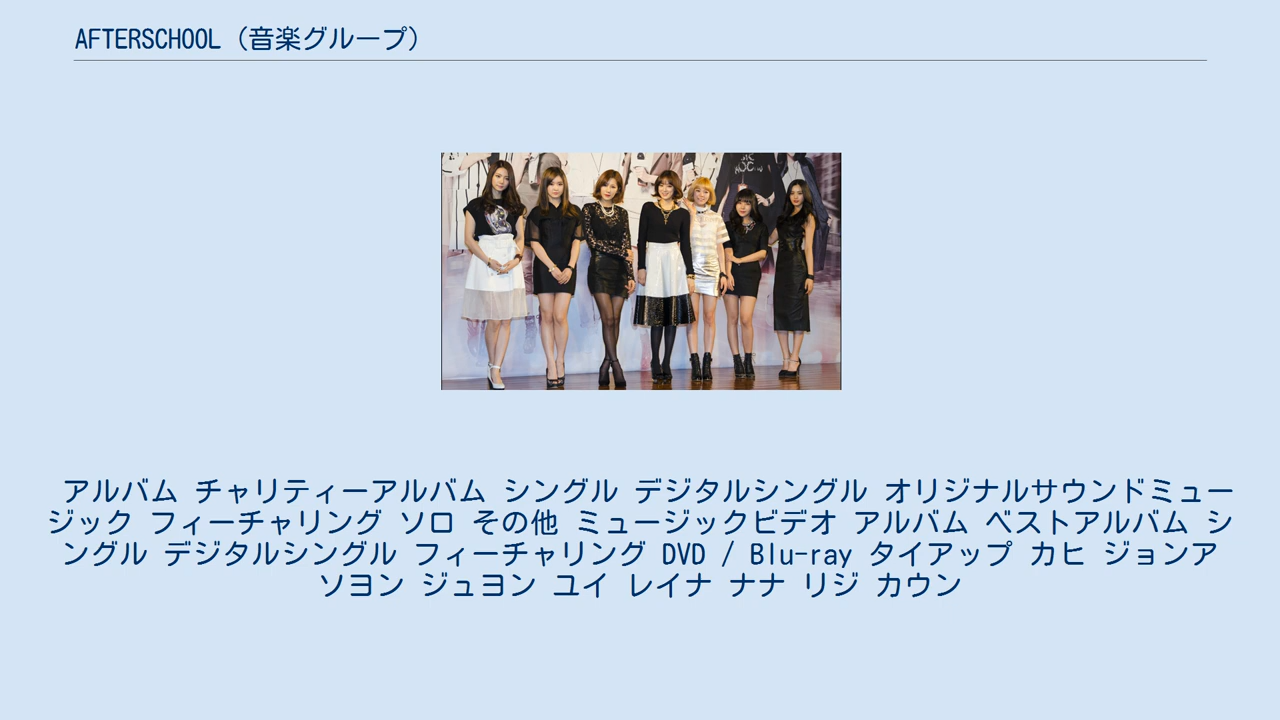 AFTERSCHOOL（音楽グループ）
アルバム チャリティーアルバム シングル デジタルシングル オリジナルサウンドミュー
ジック フィーチャリング ソロ その他 ミュージックビデオ アルバム ベストアルバム シ
ングル デジタルシングル フィーチャリング DVD / Blu-ray タイアップ カヒ ジョンア
ソヨン ジュヨン ユイ レイナ ナナ リジ カウン